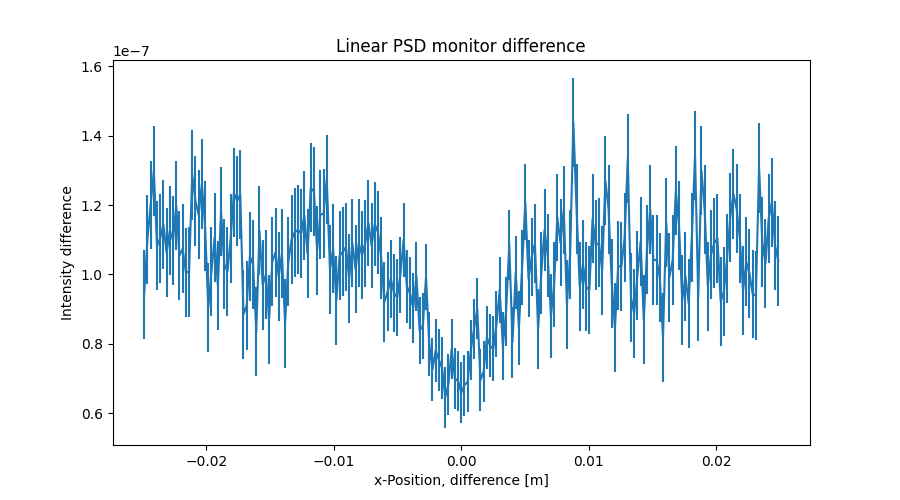 Linear PSD monitor difference
1e−7
1.6
1.4
1.2
1.0
0.8
0.6
Intensity difference
−0.02
−0.01
0.00
0.01
0.02
x-Position, difference [m]